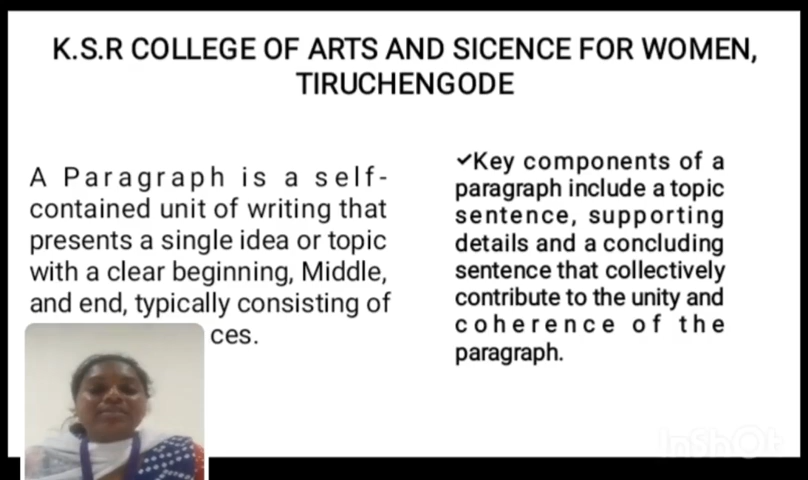 K.S.R COLLEGE OF ARTS AND SICENCE FOR WOMEN,
TIRUCHENGODE
A Paragraph is a self-
contained unit of writing that
presents a single idea or topic
with a clear beginning, Middle,
and end, typically consisting of
ces.
✔Key components of a
paragraph include a topic
sentence, supporting
details and a concluding
sentence that collectively
contribute to the unity and
coherence of the
paragraph.
InShOt